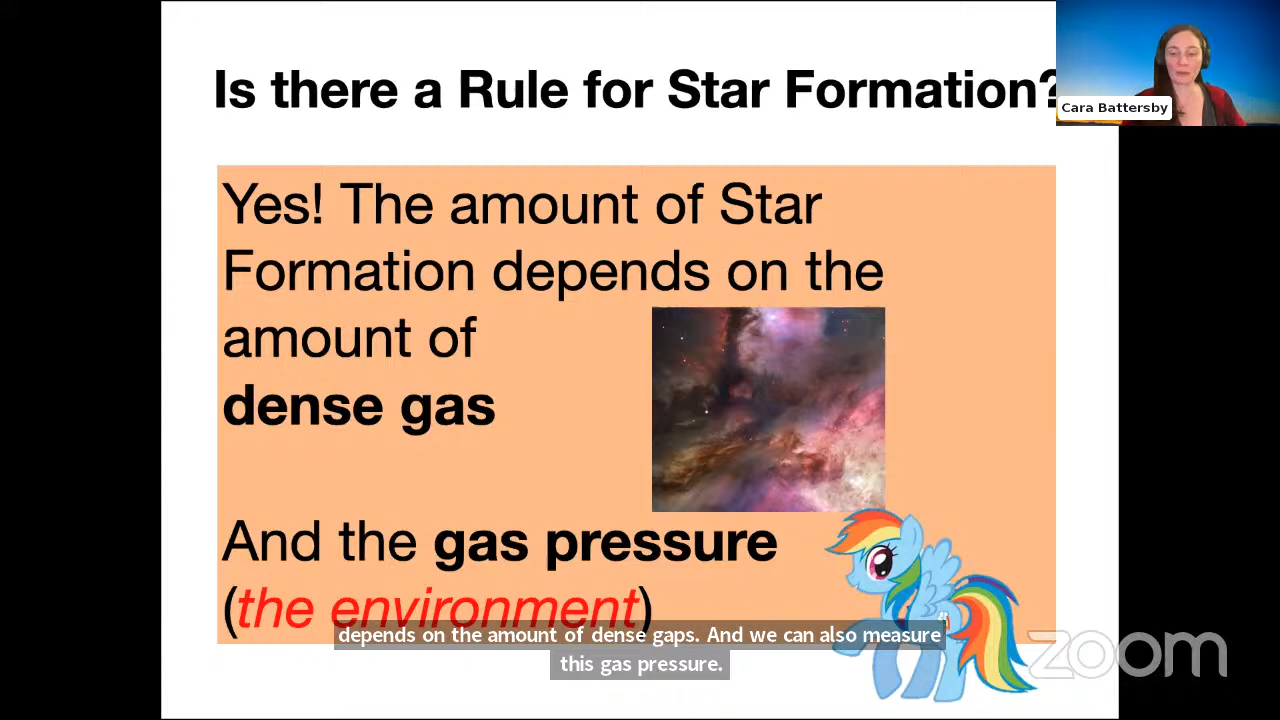 Is there a Rule for Star Formation?
Cara Battersby
Yes! The amount of Star
Formation depends on the
amount of
dense gas
And the gas pressure
(the environment)
depends on the amount of dense gaps. And we can also measure
this gas pressure.
zoom